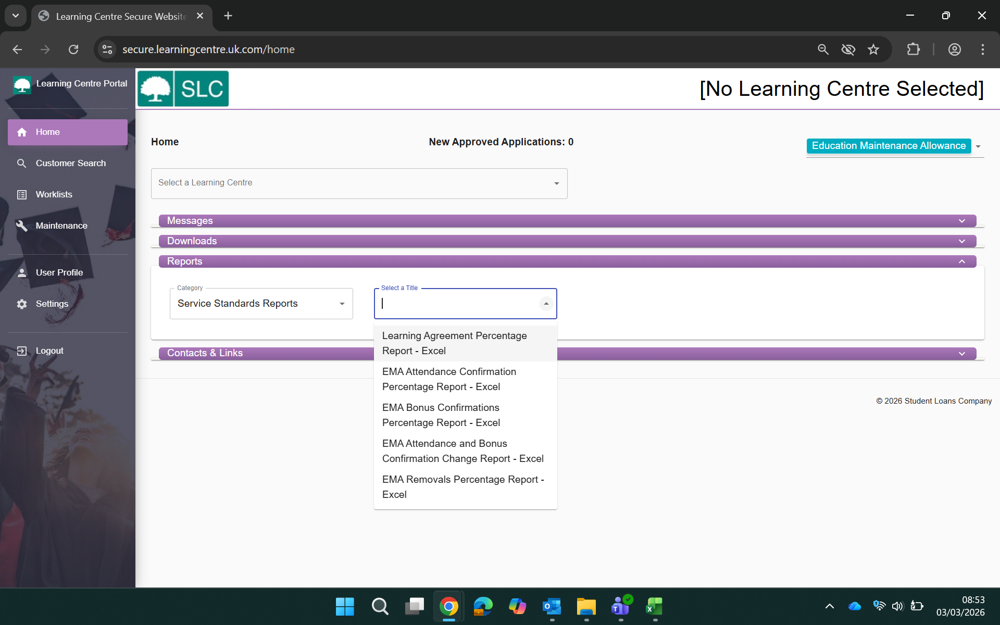 Learning Centre Secure Website
secure.learningcentre.uk.com/home
Learning Centre Portal
SLC
[No Learning Centre Selected]
Home
Customer Search
Worklists
Maintenance
User Profile
Settings
Logout
Home
New Approved Applications: 0
Education Maintenance Allowance
Select a Learning Centre
Messages
Downloads
Reports
Category
Service Standards Reports
Select a Title
Learning Agreement Percentage
Report - Excel
EMA Attendance Confirmation
Percentage Report - Excel
EMA Bonus Confirmations
Percentage Report - Excel
EMA Attendance and Bonus
Confirmation Change Report - Excel
EMA Removals Percentage Report -
Excel
Contacts & Links
© 2026 Student Loans Company
08:53
03/03/2026